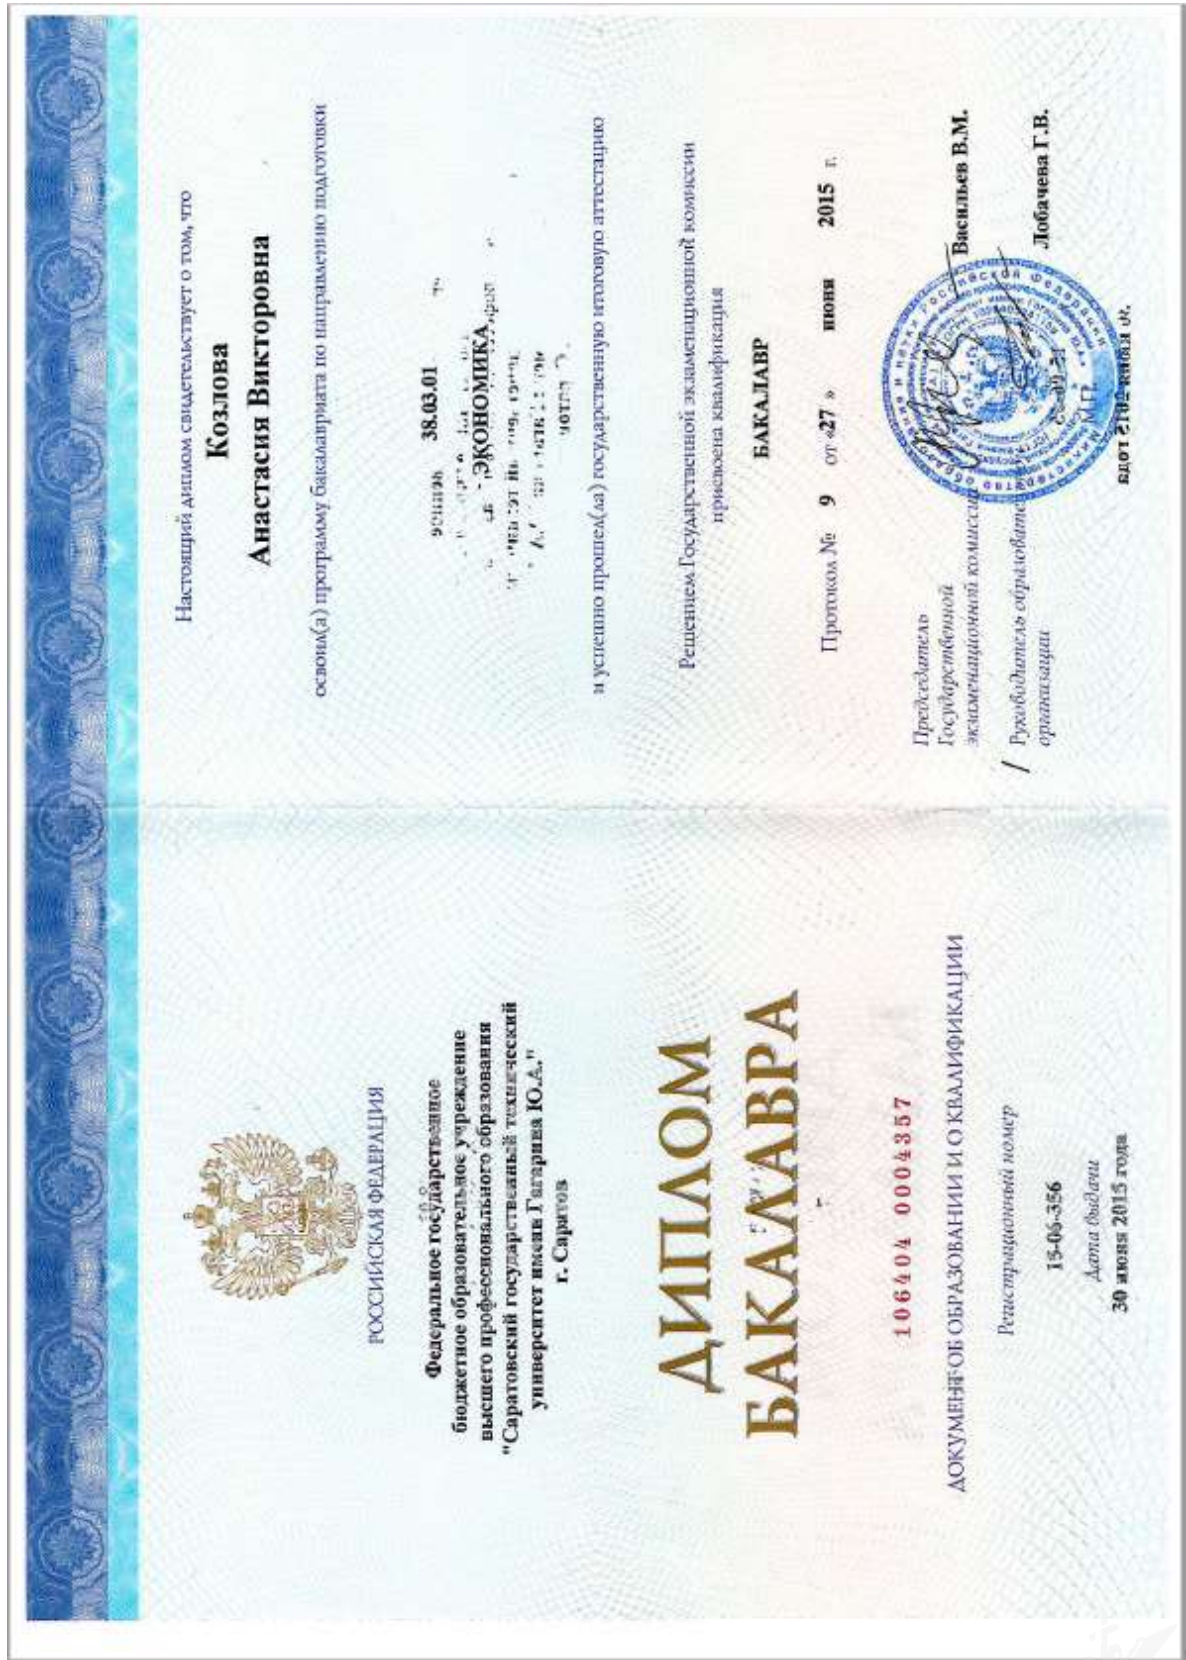 РОССИЙСКАЯ ФЕДЕРАЦИЯ
Федеральное государственное
бюджетное образовательное учреждение
высшего профессионального образования
"Саратовский государственный технический
университет имени Гагарина Ю.А."
г. Саратов
ДИПЛОМ
БАКАЛАВРА
106404 0004357
ДОКУМЕНТ ОБ ОБРАЗОВАНИИ И О КВАЛИФИКАЦИИ
Регистрационный номер
15-06-356
Дата выдачи
30 июня 2015 года
Настоящий диплом свидетельствует о том, что
Козлова
Анастасия Викторовна
освоил(а) программу бакалавриата по направлению подготовки
38.03.01
ЭКОНОМИКА
и успешно прошел(ла) государственную итоговую аттестацию
Решением Государственной экзаменационной комиссии
присвоена квалификация
БАКАЛАВР
Протокол № 9 от «27 » июня 2015 г.
Председатель
Государственной
экзаменационной комиссии Васильев В.М.
Руководитель образовательной
организации Лобачева Г.В.
М.П.